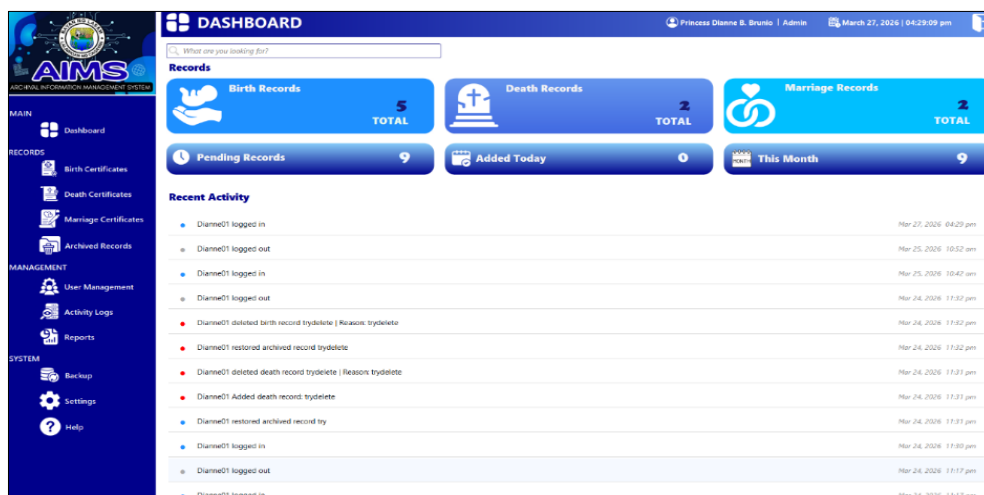 DASHBOARD
Princess Dianne B. Brunio | Admin
March 27, 2026 | 04:29:09 pm
AIMS
ARCHIVAL INFORMATION MANAGEMENT SYSTEM
MAIN
Dashboard
RECORDS
Birth Certificates
Death Certificates
Marriage Certificates
Archived Records
MANAGEMENT
User Management
Activity Logs
Reports
SYSTEM
Backup
Settings
Help
What are you looking for?
Records
Birth Records
5
TOTAL
Death Records
2
TOTAL
Marriage Records
2
TOTAL
Pending Records 9
Added Today 0
MONTH
This Month 9
Recent Activity
Dianne01 logged in Mar 27, 2026 04:29 pm
Dianne01 logged out Mar 25, 2026 10:52 am
Dianne01 logged in Mar 25, 2026 10:42 am
Dianne01 logged out Mar 24, 2026 11:32 pm
Dianne01 deleted birth record trydelete | Reason: trydelete Mar 24, 2026 11:32 pm
Dianne01 restored archived record trydelete Mar 24, 2026 11:32 pm
Dianne01 deleted death record trydelete | Reason: trydelete Mar 24, 2026 11:31 pm
Dianne01 Added death record: trydelete Mar 24, 2026 11:31 pm
Dianne01 restored archived record try Mar 24, 2026 11:31 pm
Dianne01 logged in Mar 24, 2026 11:30 pm
Dianne01 logged out Mar 24, 2026 11:17 pm
Dianne01 logged in